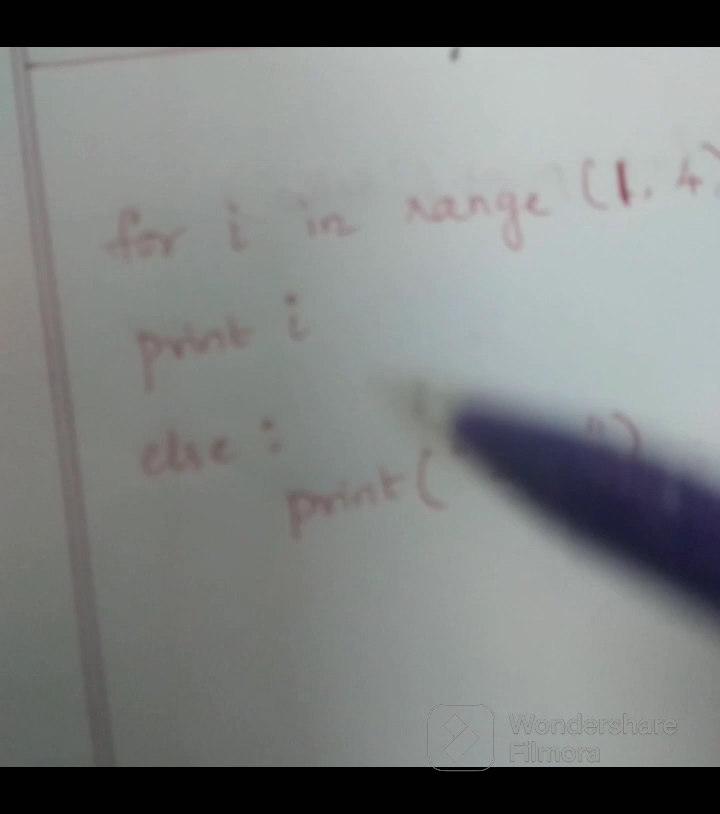 for i in range (1, 4)
print i
else :
print( ")
Wondershare
Filmora